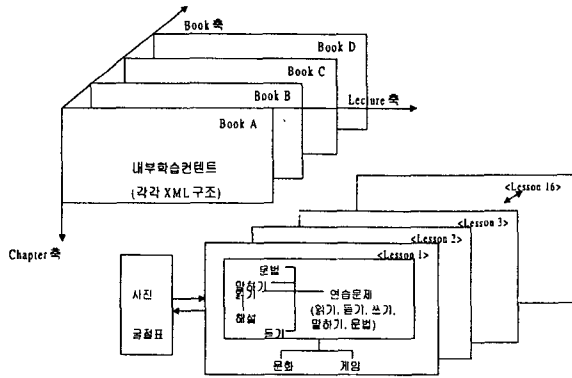 Book 축
Book D
Book C
Book B
Lecture 축
Book A
내부학습컨텐트
(각각 XML 구조)
Chapter 축
<Lesson 16>
<Lesson 3>
<Lesson 2>
<Lesson 1>
사진
굴절표
문법
말하기
읽기
해설
듣기
연습문제
(읽기, 듣기, 쓰기,
말하기, 문법)
문화
게임